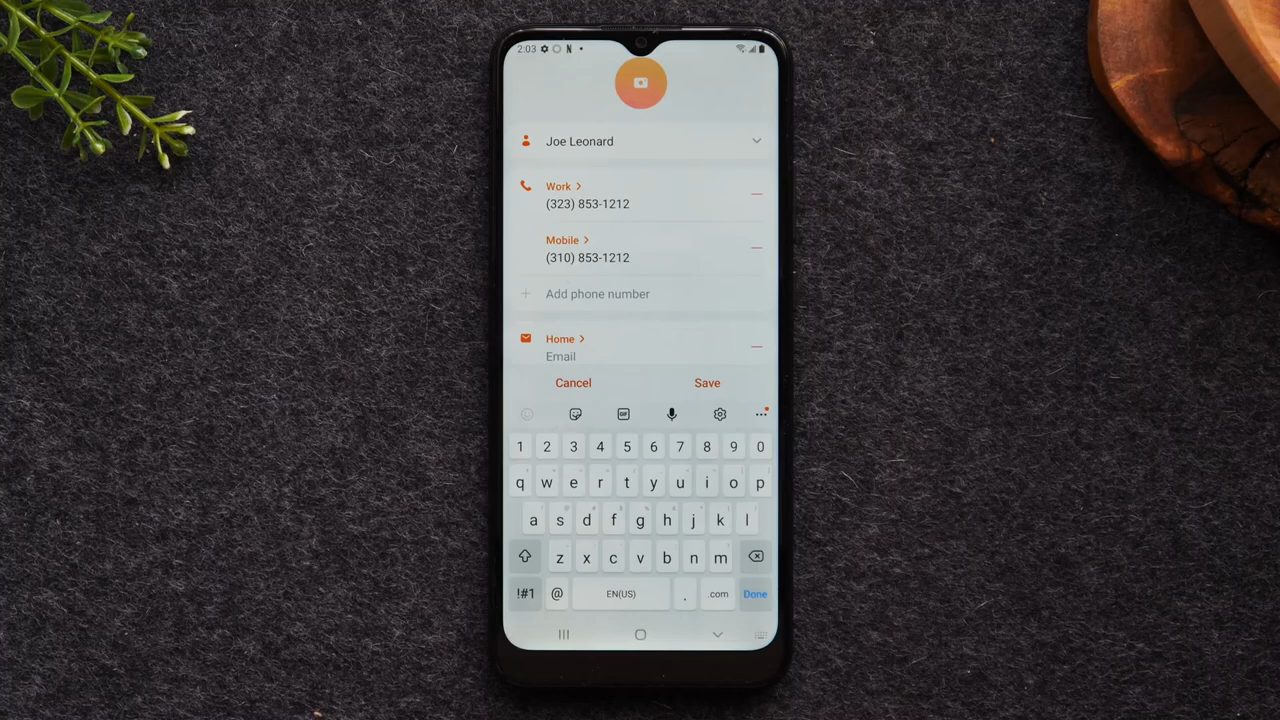 2:03
Joe Leonard
Work >
(323) 853-1212
Mobile >
(310) 853-1212
+ Add phone number
Home >
Email
Cancel Save
GIF
1 2 3 4 5 6 7 8 9 0
q w e r t y u i o p
a s d f g h j k l
z x c v b n m
!#1 @ EN(US) . .com Done